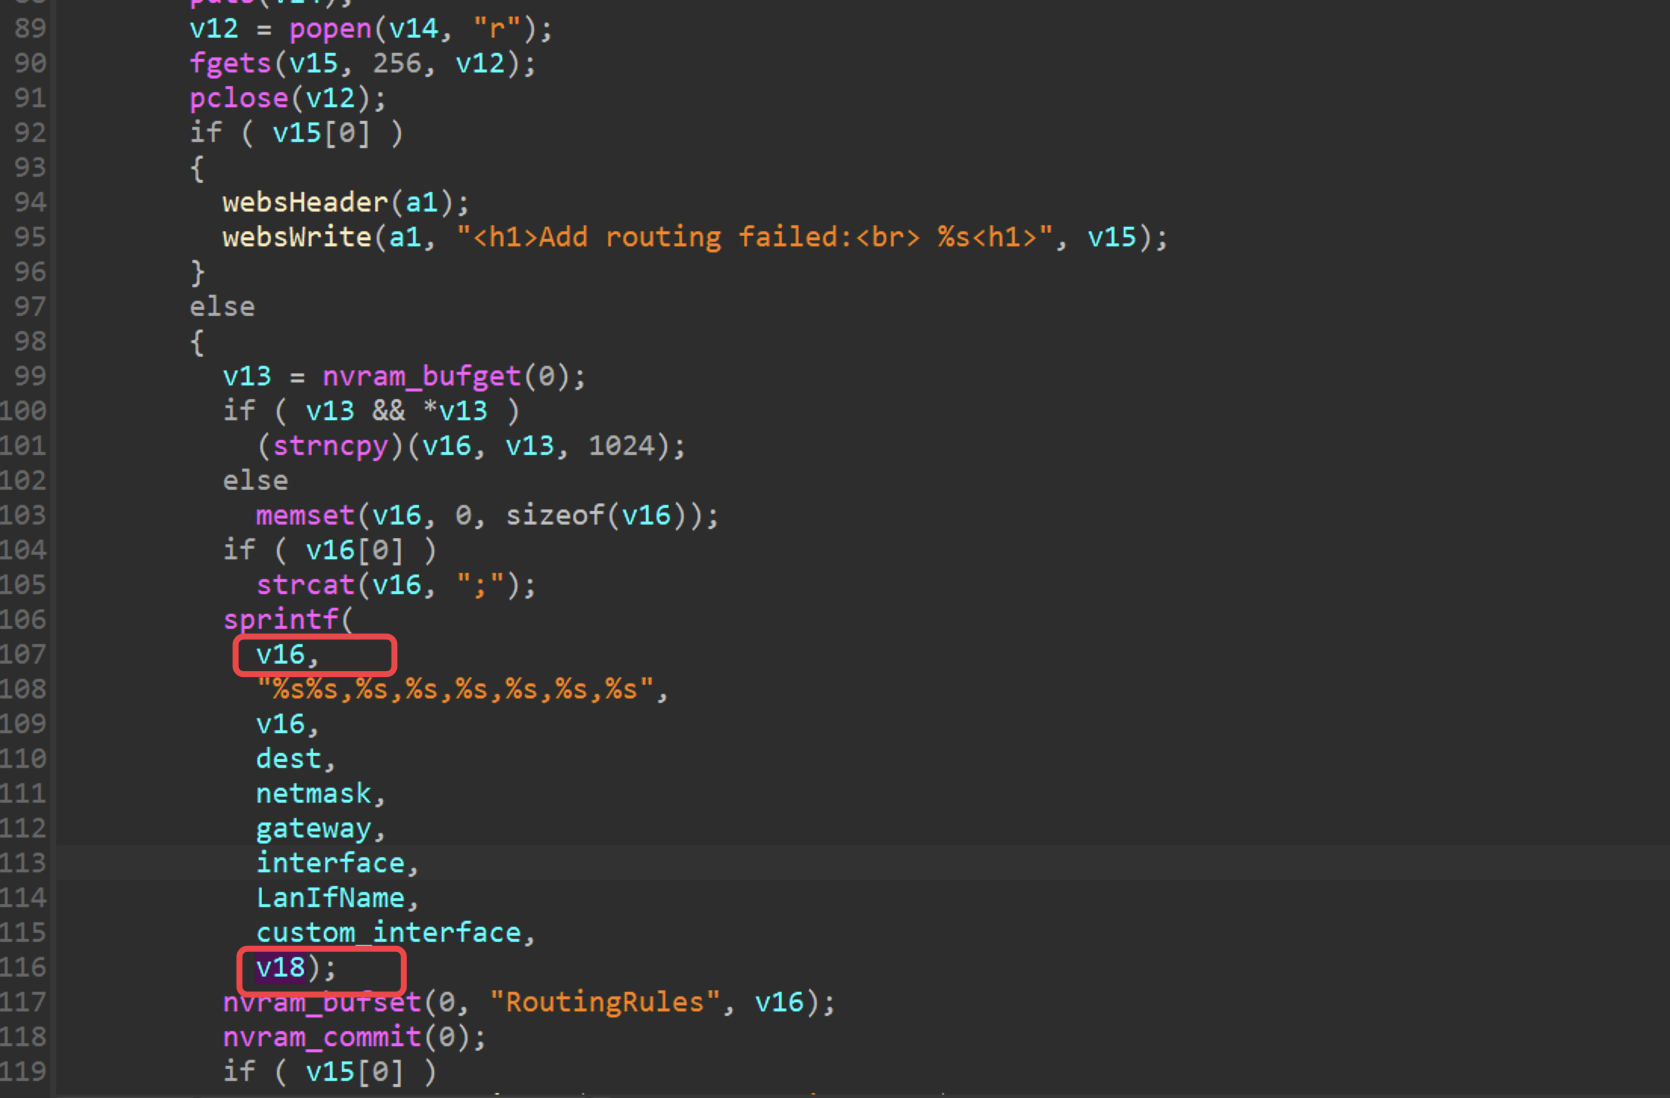 89 v12 = popen(v14, "r");
90 fgets(v15, 256, v12);
91 pclose(v12);
92 if ( v15[0] )
93 {
94 websHeader(a1);
95 websWrite(a1, "<h1>Add routing failed:<br> %s<h1>", v15);
96 }
97 else
98 {
99 v13 = nvram_bufget(0);
100 if ( v13 && *v13 )
101 (strncpy)(v16, v13, 1024);
102 else
103 memset(v16, 0, sizeof(v16));
104 if ( v16[0] )
105 strcat(v16, ";");
106 sprintf(
107 v16,
108 "%s%s,%s,%s,%s,%s,%s,%s",
109 v16,
110 dest,
111 netmask,
112 gateway,
113 interface,
114 LanIfName,
115 custom_interface,
116 v18);
117 nvram_bufset(0, "RoutingRules", v16);
118 nvram_commit(0);
119 if ( v15[0] )